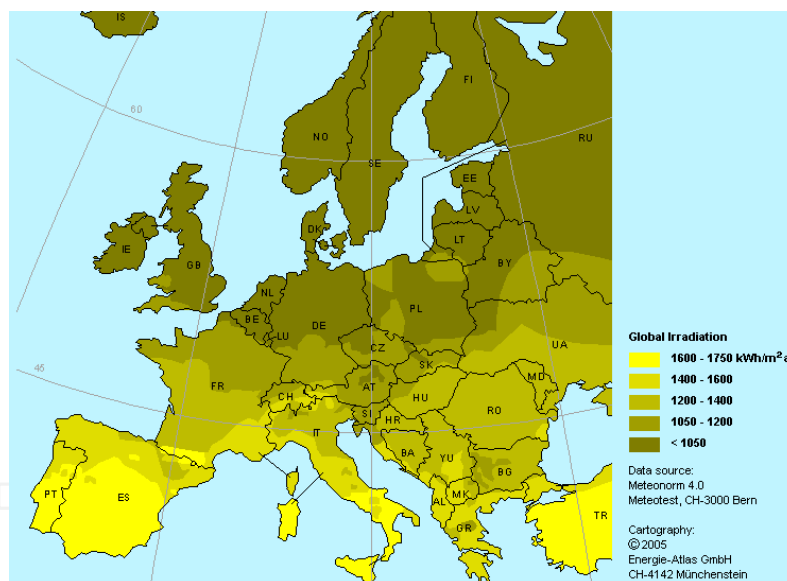 IS
60
FI
NO
SE
RU
EE
LV
DK
LT
IE
GB
BY
NL
PL
BE
DE
LU
CZ
UA
SK
45
FR
AT
MD
CH
HU
SI
RO
HR
IT
BA
YU
BG
PT
ES
MK
AL
TR
GR
Global Irradiation
1600 - 1750 kWh/m²a
1400 - 1600
1200 - 1400
1050 - 1200
< 1050
Data source:
Meteonorm 4.0
Meteotest, CH-3000 Bern
Cartography:
©2005
Energie-Atlas GmbH
CH-4142 Münchenstein